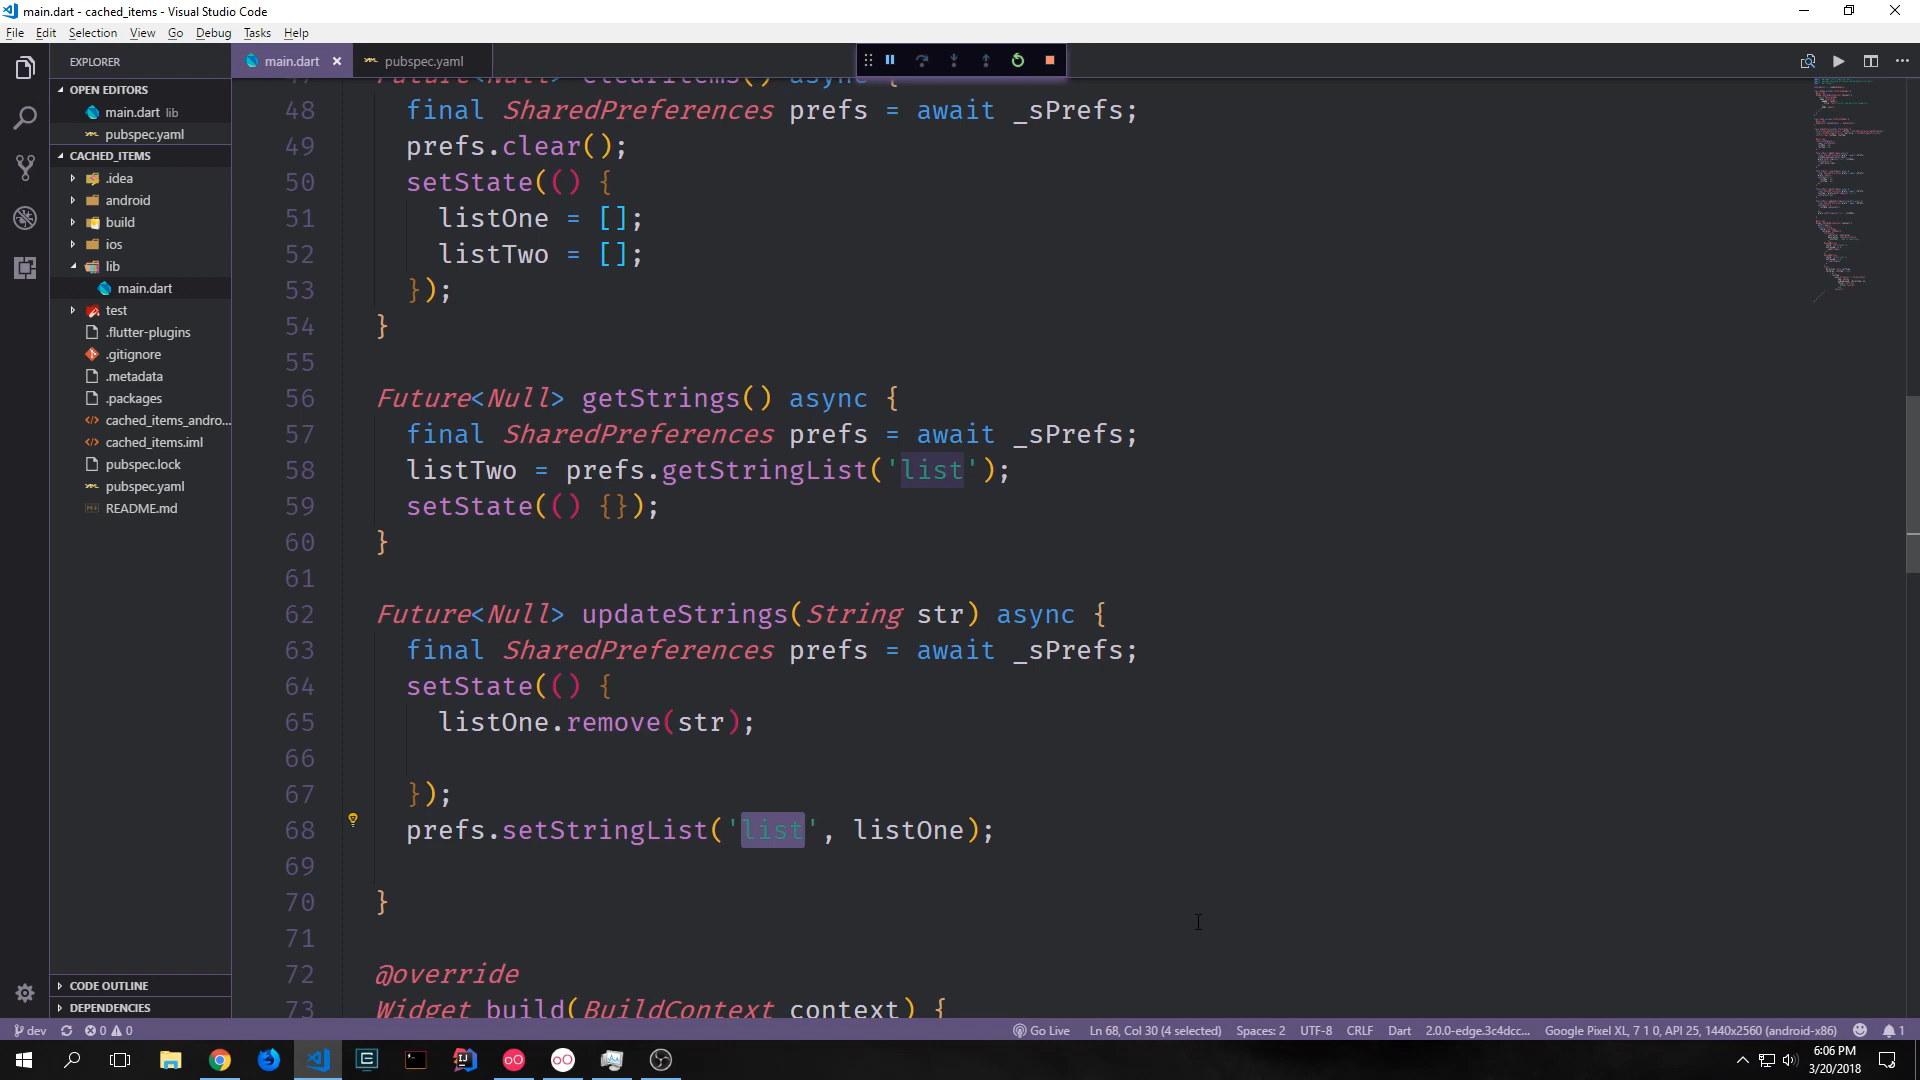 main.dart - cached_items - Visual Studio Code
File Edit Selection View Go Debug Tasks Help
EXPLORER
main.dart
pubspec.yaml
OPEN EDITORS
main.dart lib
pubspec.yaml
CACHED_ITEMS
.idea
android
build
ios
lib
main.dart
test
.flutter-plugins
.gitignore
.metadata
.packages
cached_items_andro...
cached_items.iml
pubspec.lock
pubspec.yaml
README.md
CODE OUTLINE
DEPENDENCIES
47 Future<Null> clearItems() async {
48 final SharedPreferences prefs = await _sPrefs;
49 prefs.clear();
50 setState(() {
51 listOne = [];
52 listTwo = [];
53 });
54 }
55
56 Future<Null> getStrings() async {
57 final SharedPreferences prefs = await _sPrefs;
58 listTwo = prefs.getStringList('list');
59 setState(() {});
60 }
61
62 Future<Null> updateStrings(String str) async {
63 final SharedPreferences prefs = await _sPrefs;
64 setState(() {
65 listOne.remove(str);
66
67 });
68 prefs.setStringList('list', listOne);
69
70 }
71
72 @override
73 Widget build(BuildContext context) {
dev 0 0 Go Live Ln 68, Col 30 (4 selected) Spaces: 2 UTF-8 CRLF Dart 2.0.0-edge.3c4dcc... Google Pixel XL, 7 1 0, API 25, 1440x2560 (android-x86) 1
6:06 PM
3/20/2018